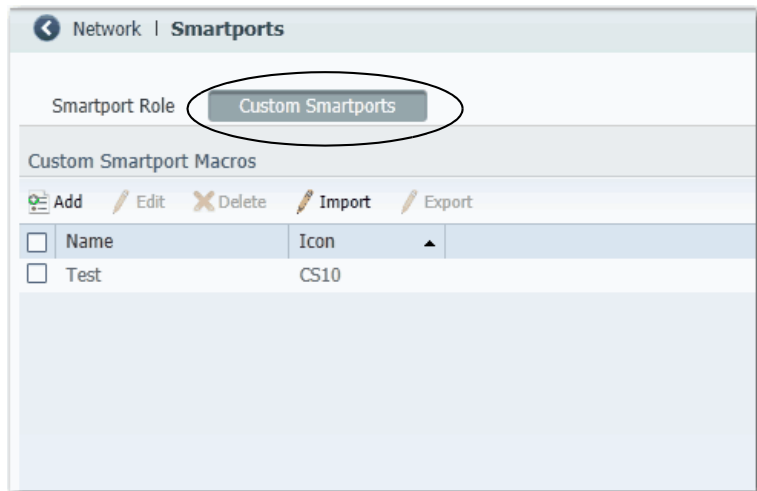 Network | Smartports
Smartport Role Custom Smartports
Custom Smartport Macros
Add Edit Delete Import Export
Name Icon
Test CS10